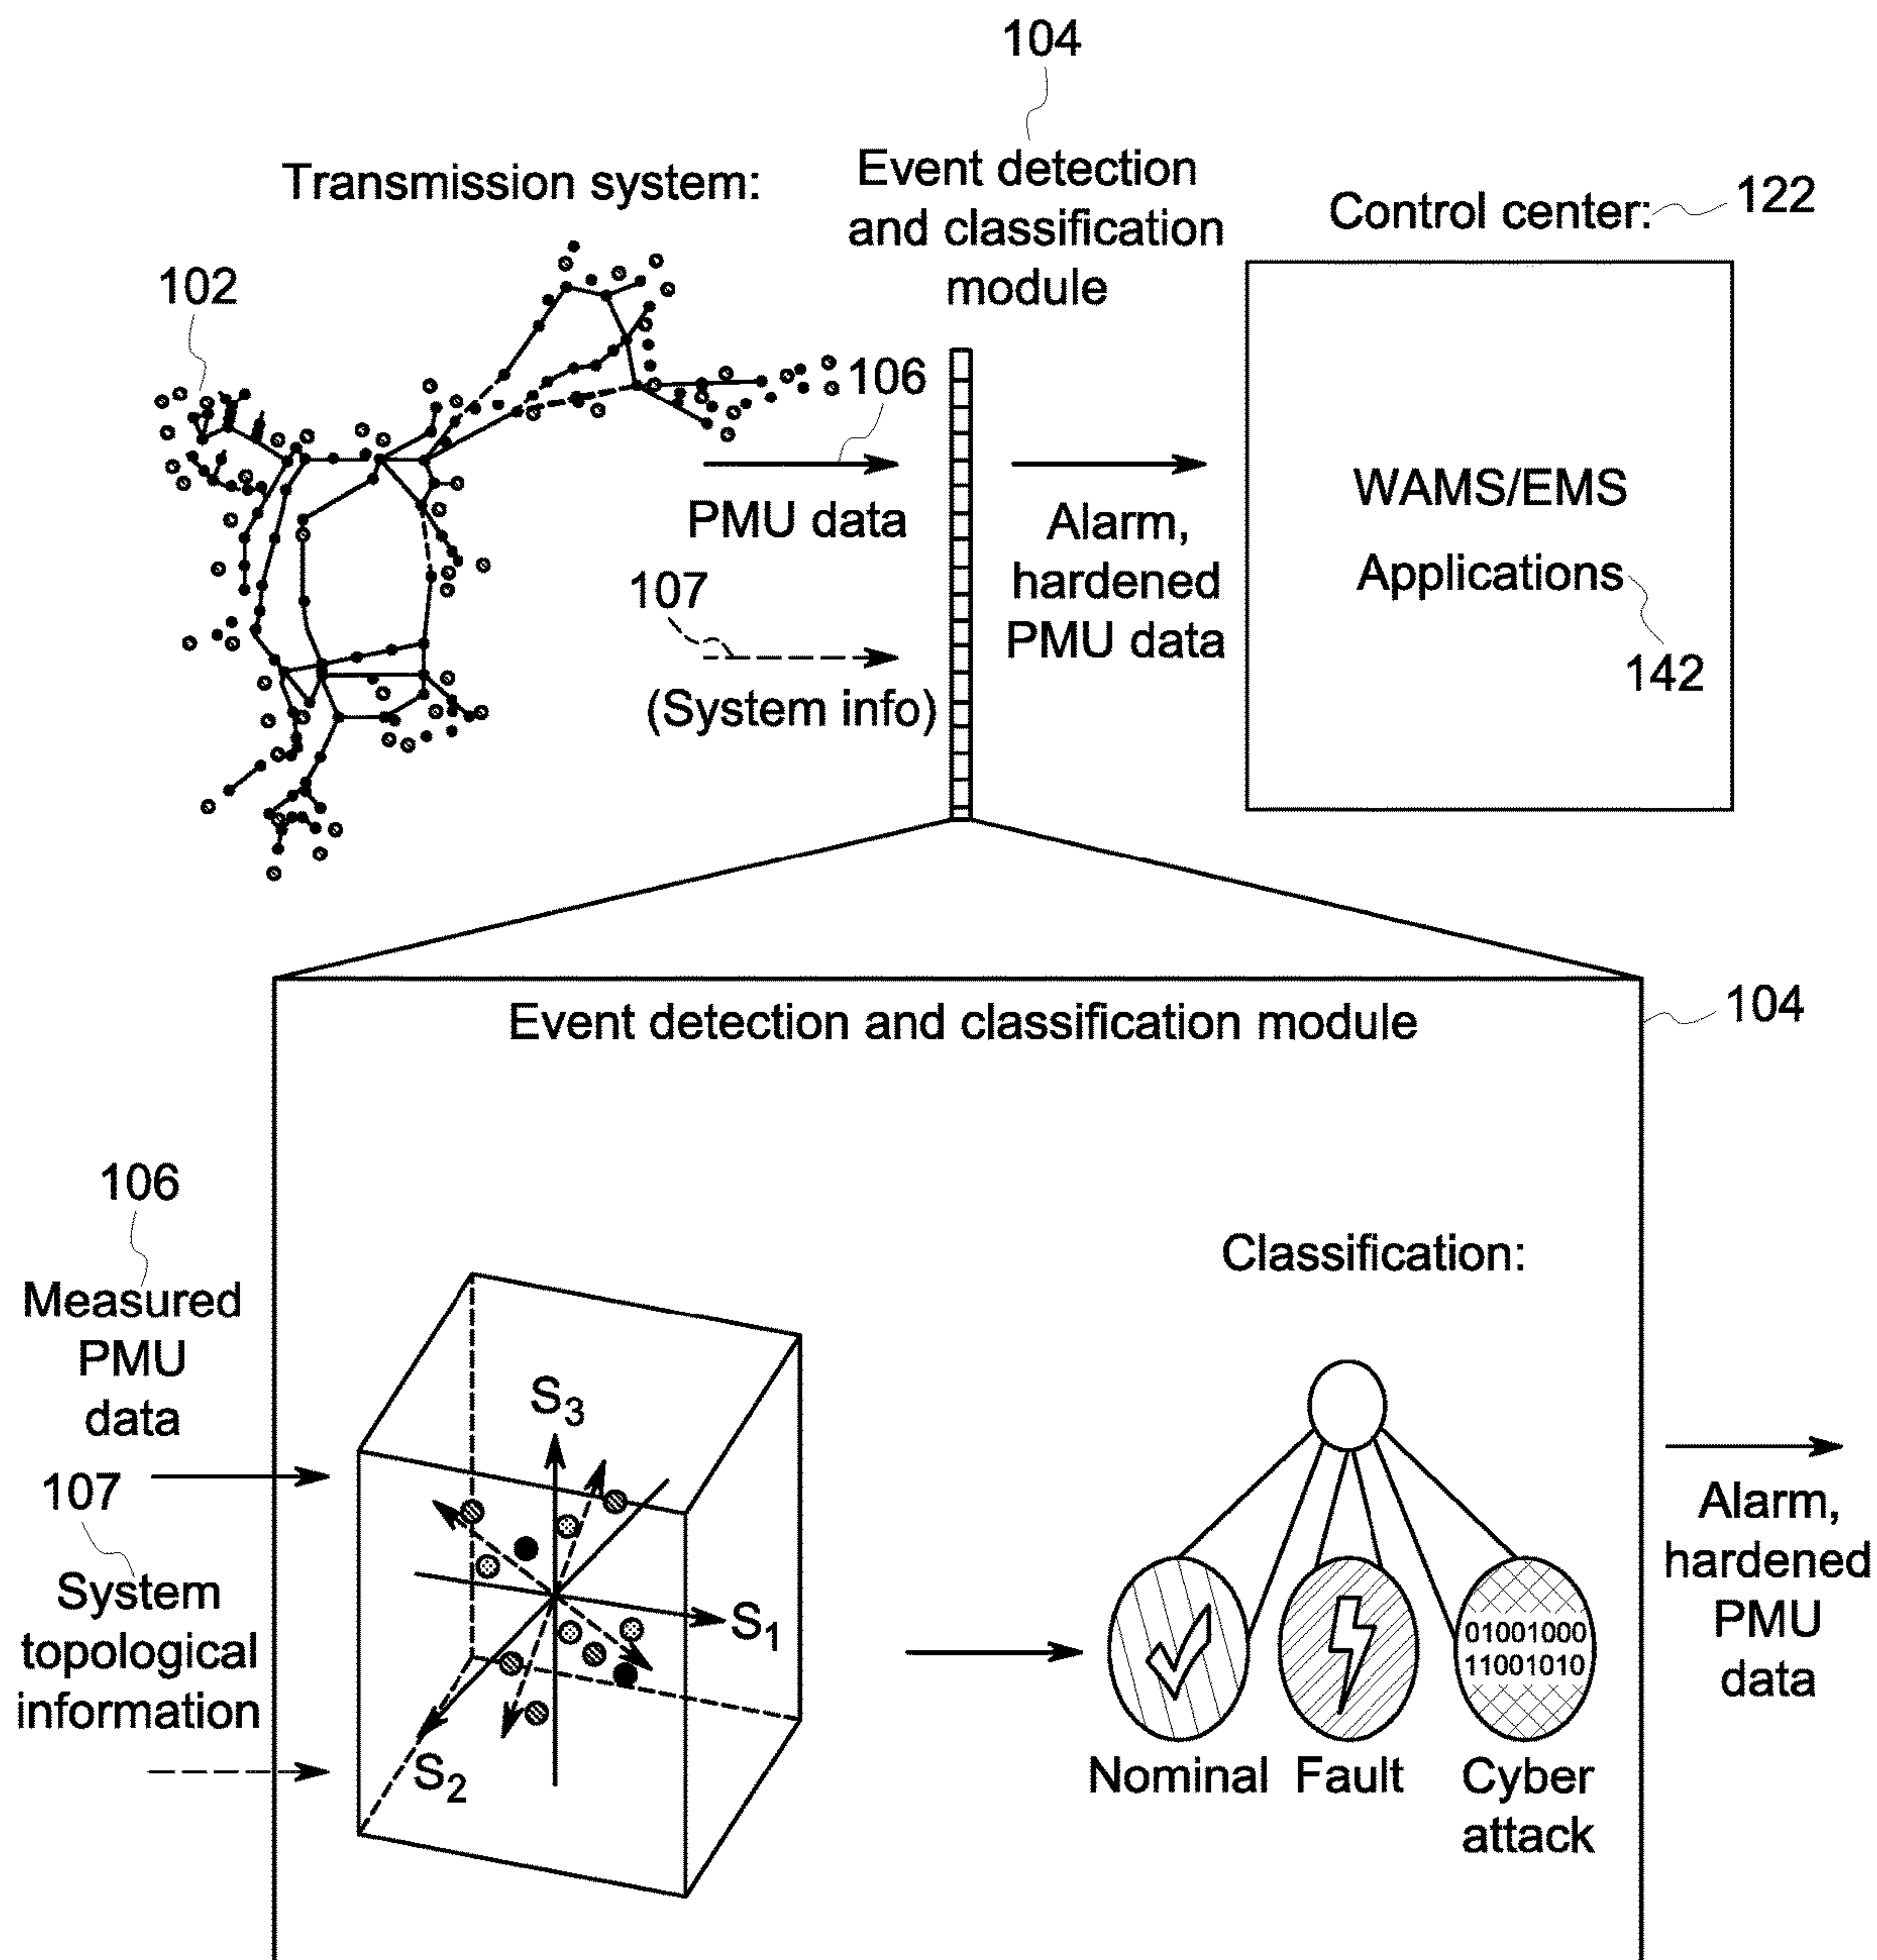 104
Transmission system:
Event detection
and classification
module
Control center:
122
102
106
PMU data
107
(System info)
Alarm,
hardened
PMU data
WAMS/EMS
Applications
142
Event detection and classification module
104
106
Measured
PMU
data
107
System
topological
information
S3
S1
S2
Classification:
01001000
11001010
Nominal
Fault
Cyber
attack
Alarm,
hardened
PMU
data